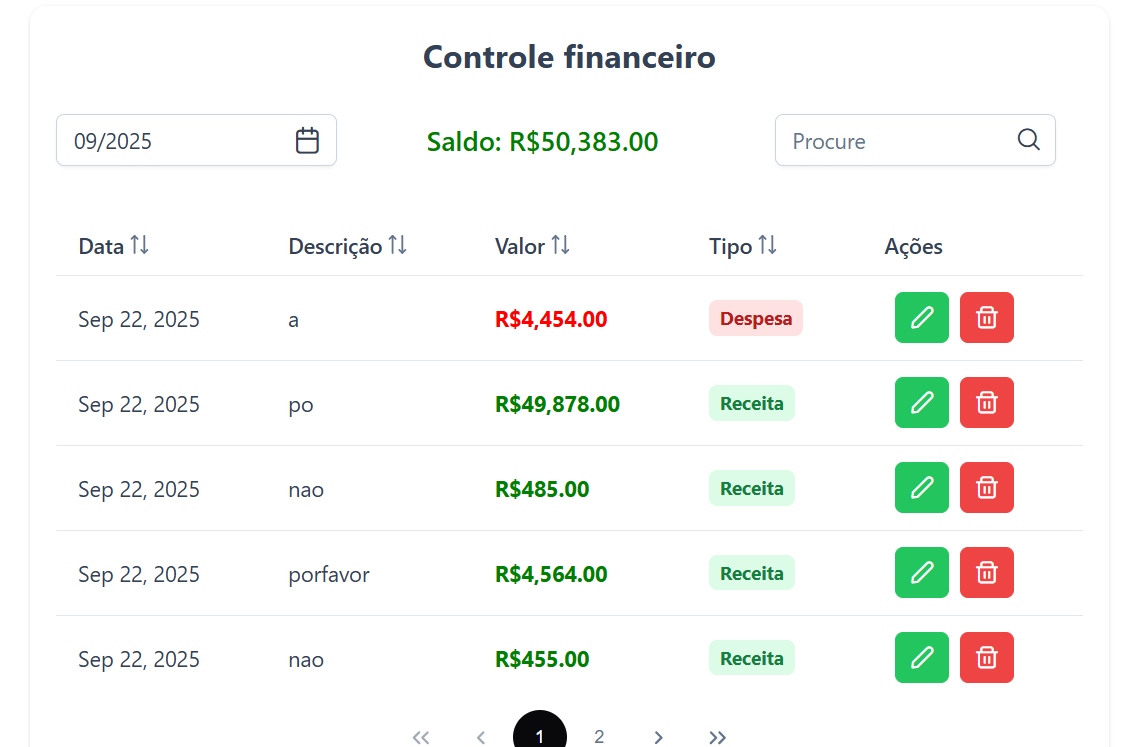 Controle financeiro
09/2025 Saldo: R$50,383.00 Procure
Data Descrição Valor Tipo Ações
Sep 22, 2025 a R$4,454.00 Despesa
Sep 22, 2025 po R$49,878.00 Receita
Sep 22, 2025 nao R$485.00 Receita
Sep 22, 2025 porfavor R$4,564.00 Receita
Sep 22, 2025 nao R$455.00 Receita
1 2